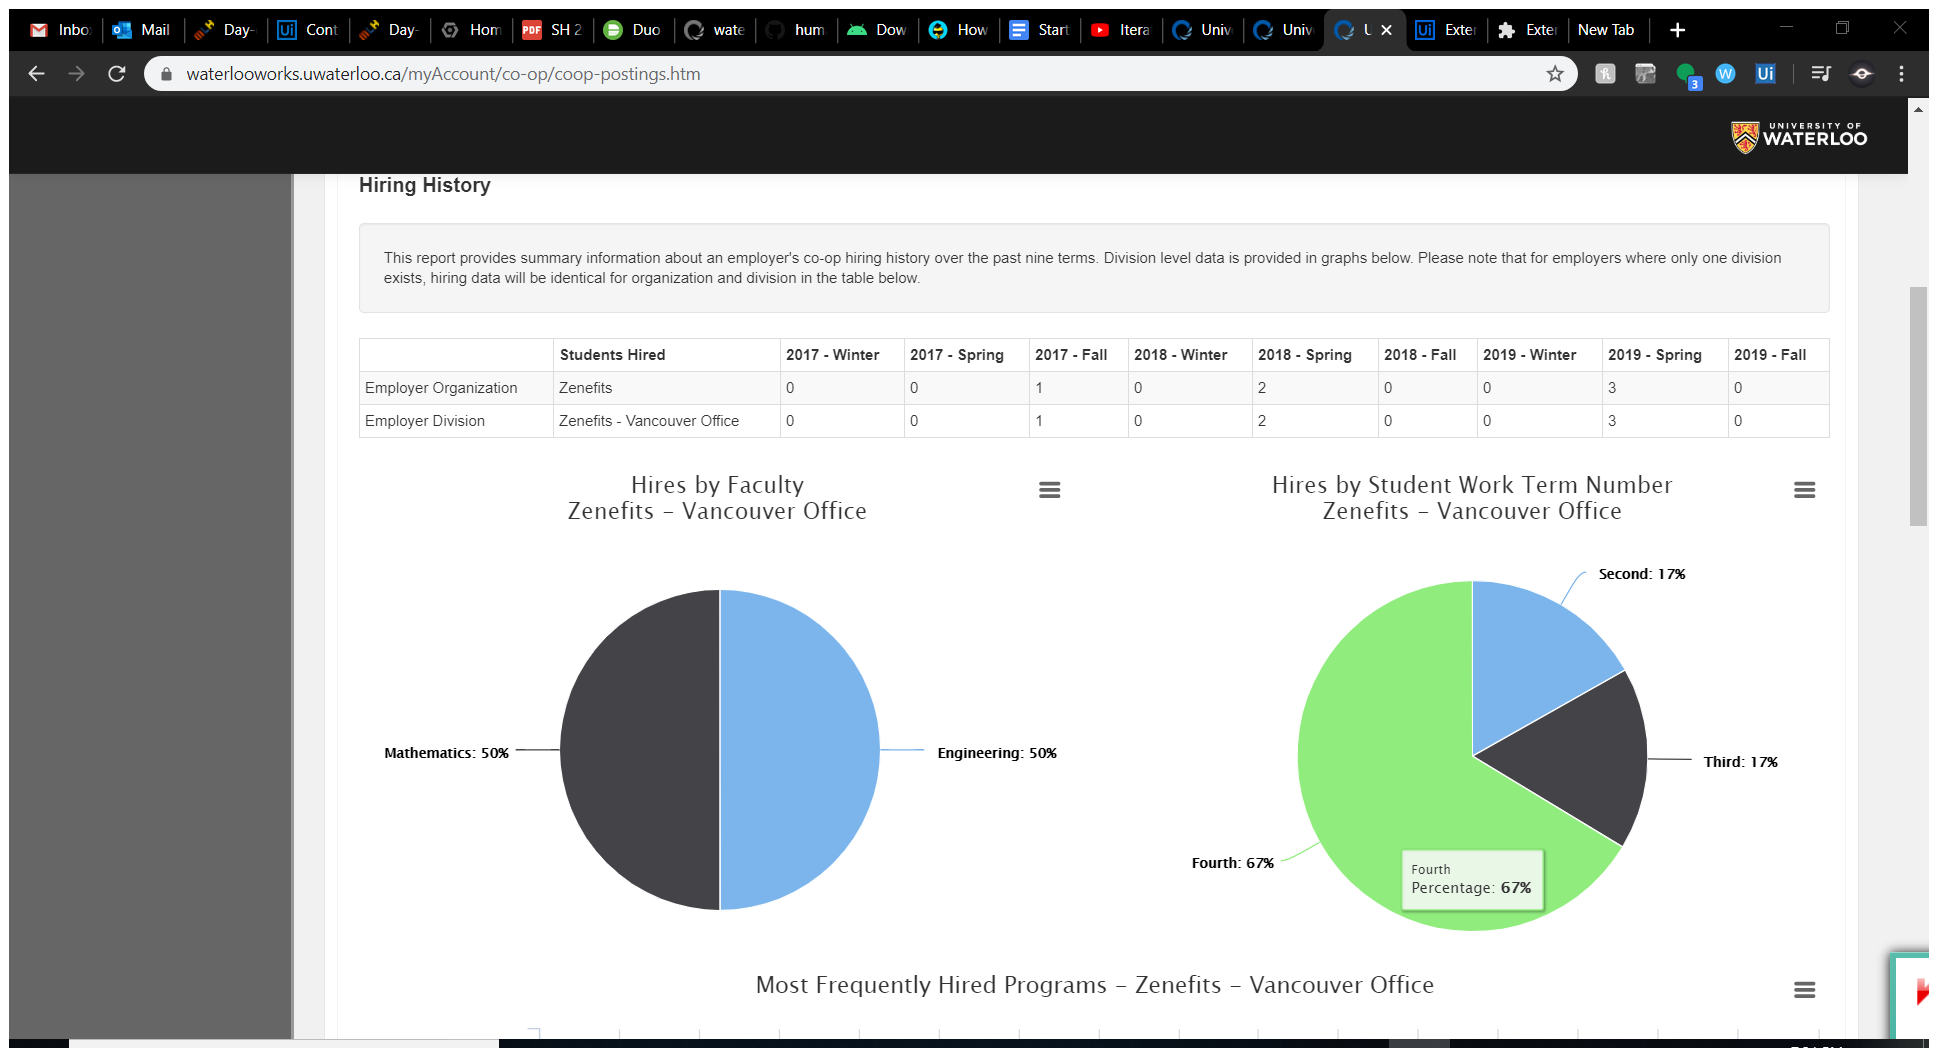 Inbo Mail Day- Cont Day- Hom SH 2 Duo wate hum Dow How Start Itera Univ Univ U Exter Exter New Tab
waterlooworks.uwaterloo.ca/myAccount/co-op/coop-postings.htm
3
UNIVERSITY OF
WATERLOO
Hiring History
This report provides summary information about an employer's co-op hiring history over the past nine terms. Division level data is provided in graphs below. Please note that for employers where only one division
exists, hiring data will be identical for organization and division in the table below.
Students Hired 2017 - Winter 2017 - Spring 2017 - Fall 2018 - Winter 2018 - Spring 2018 - Fall 2019 - Winter 2019 - Spring 2019 - Fall
Employer Organization Zenefits 0 0 1 0 2 0 0 3 0
Employer Division Zenefits - Vancouver Office 0 0 1 0 2 0 0 3 0
Hires by Faculty
Zenefits – Vancouver Office
Mathematics: 50%
Engineering: 50%
Hires by Student Work Term Number
Zenefits – Vancouver Office
Second: 17%
Third: 17%
Fourth: 67%
Fourth
Percentage: 67%
Most Frequently Hired Programs – Zenefits – Vancouver Office